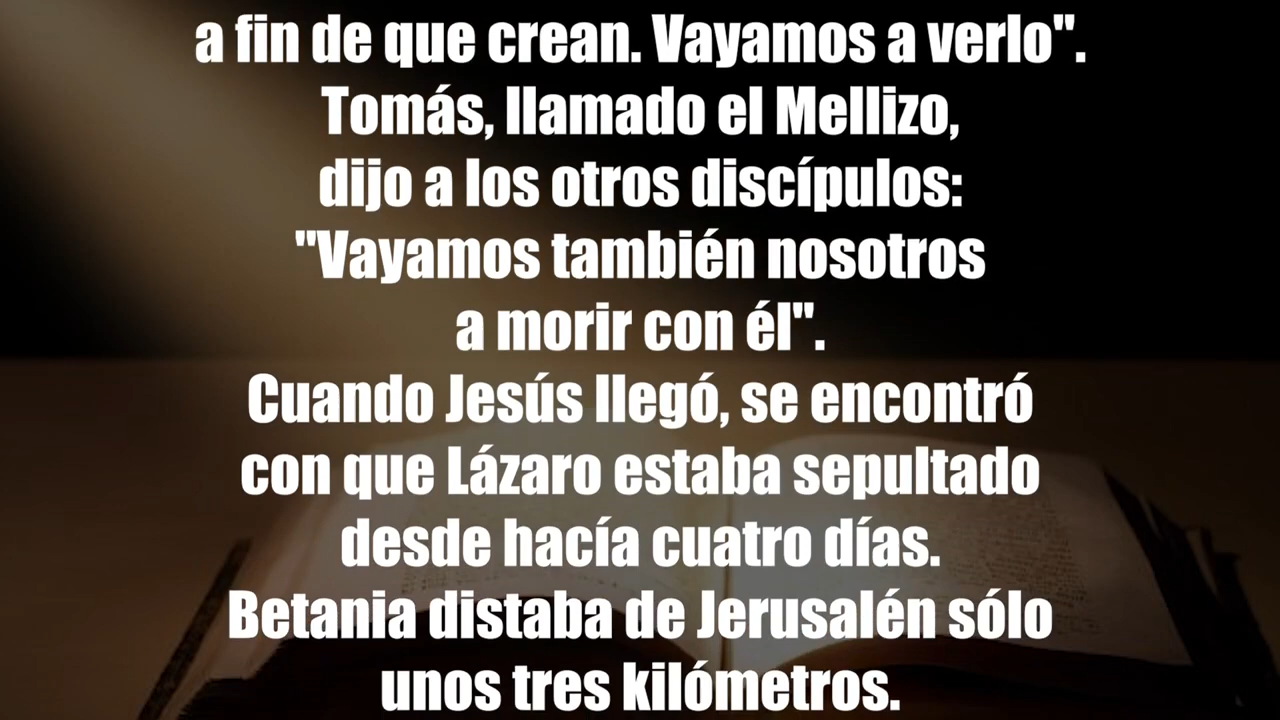 a fin de que crean. Vayamos a verlo".
Tomás, llamado el Mellizo,
dijo a los otros discípulos:
"Vayamos también nosotros
a morir con él".
Cuando Jesús llegó, se encontró
con que Lázaro estaba sepultado
desde hacía cuatro días.
Betania distaba de Jerusalén sólo
unos tres kilómetros.